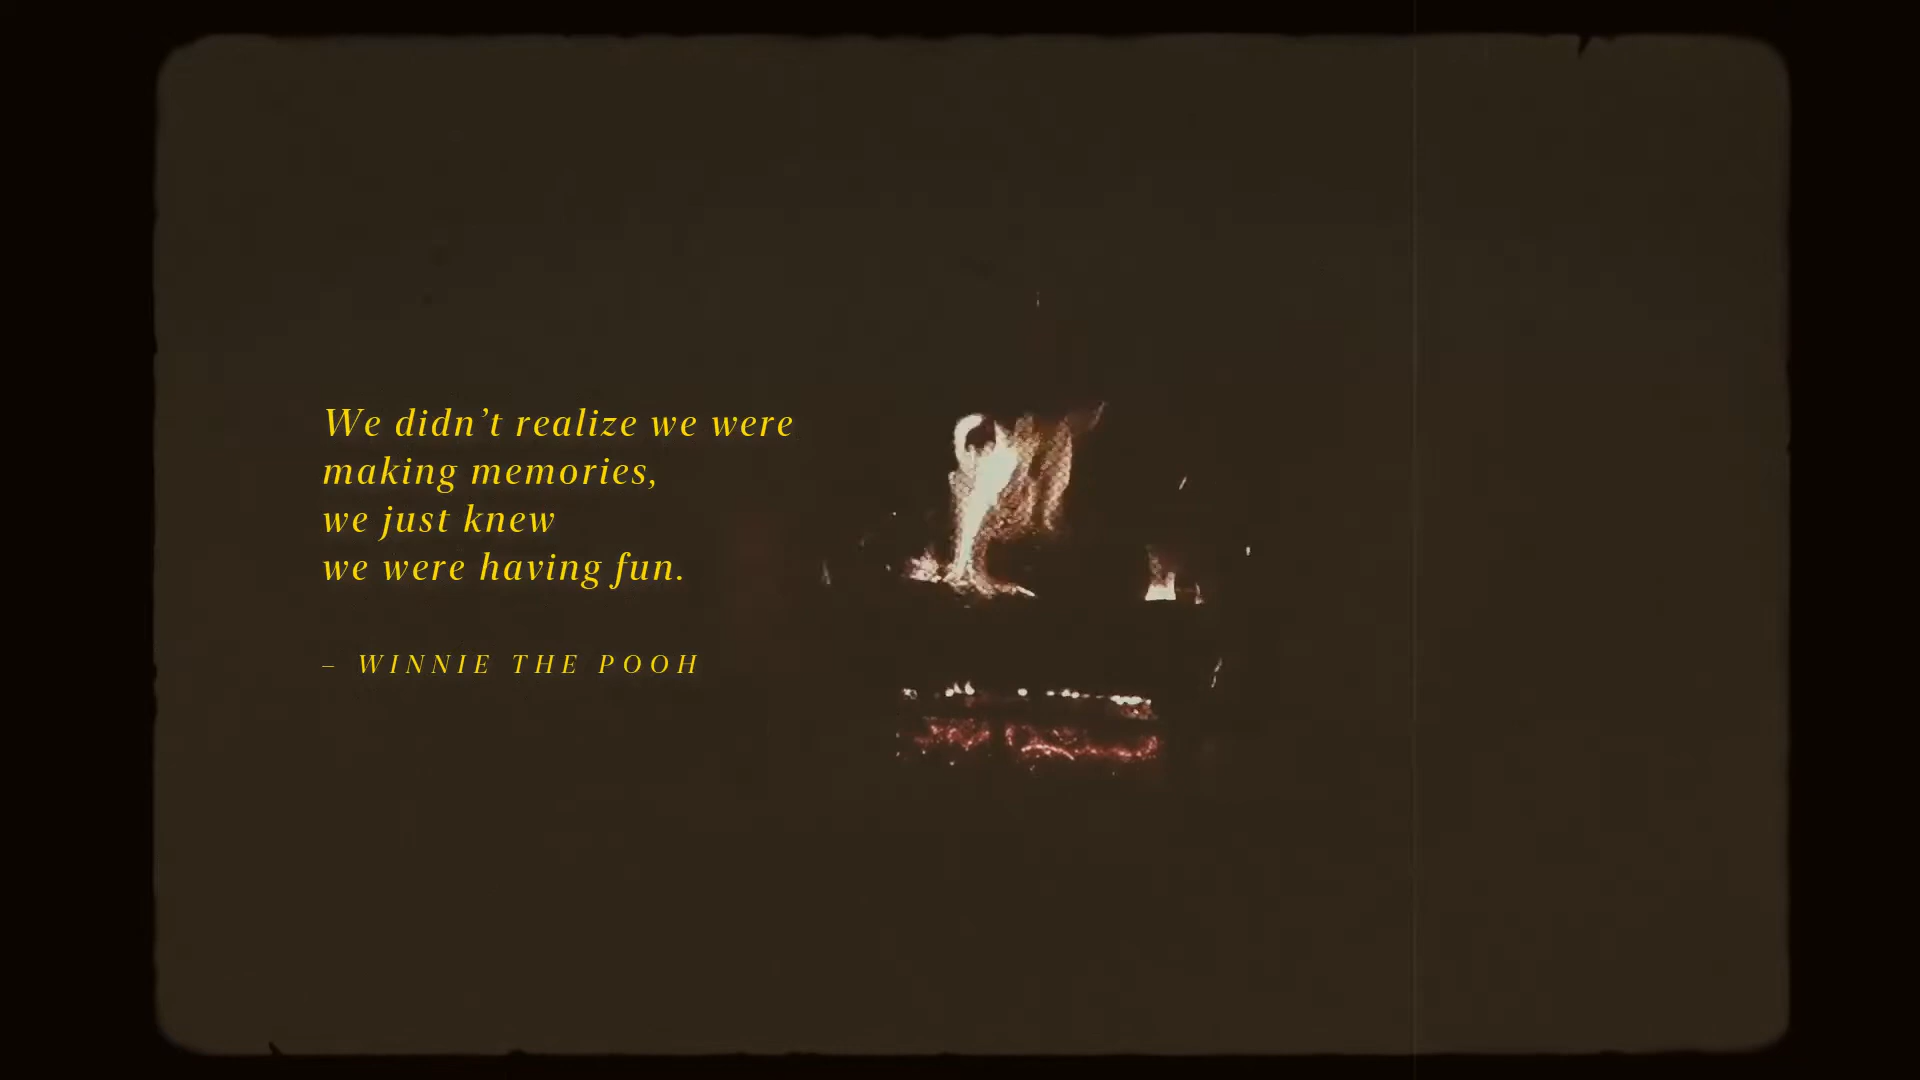 We didn’t realize we were
making memories,
we just knew
we were having fun.
– WINNIE THE POOH